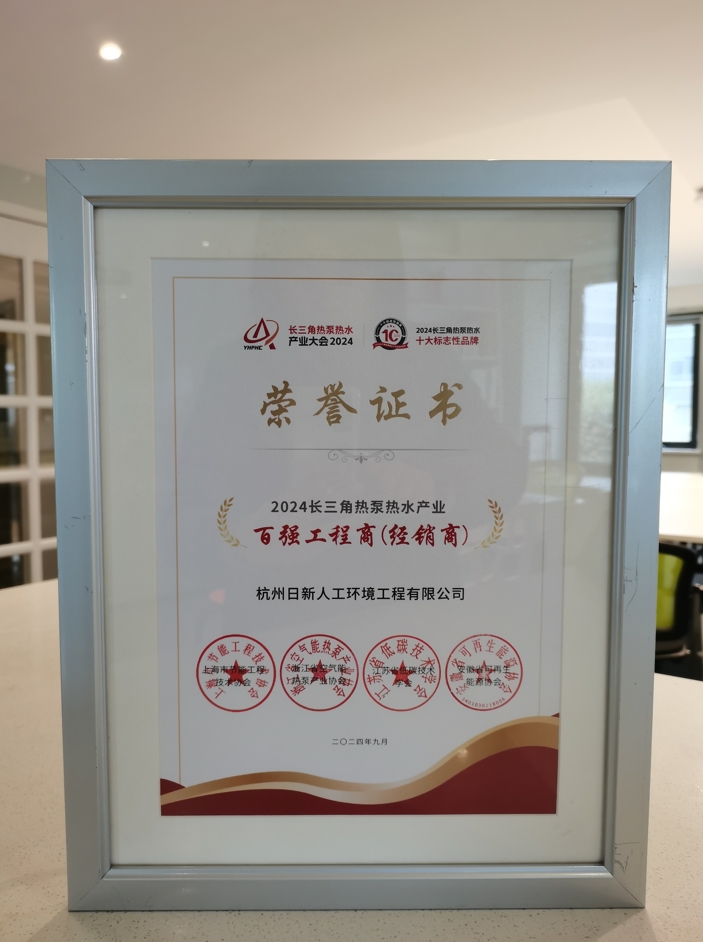 长三角热泵热水
产业大会2024
YHPHC
2024长三角热泵热水
十大标志性品牌
荣誉证书
2024长三角热泵热水产业
百强工程商(经销商)
杭州日新人工环境工程有限公司
上海市节能工程
技术协会
浙江省空气能
热泵产业协会
江苏省低碳技术
学会
安徽省可再生
能源协会
二〇二四年九月